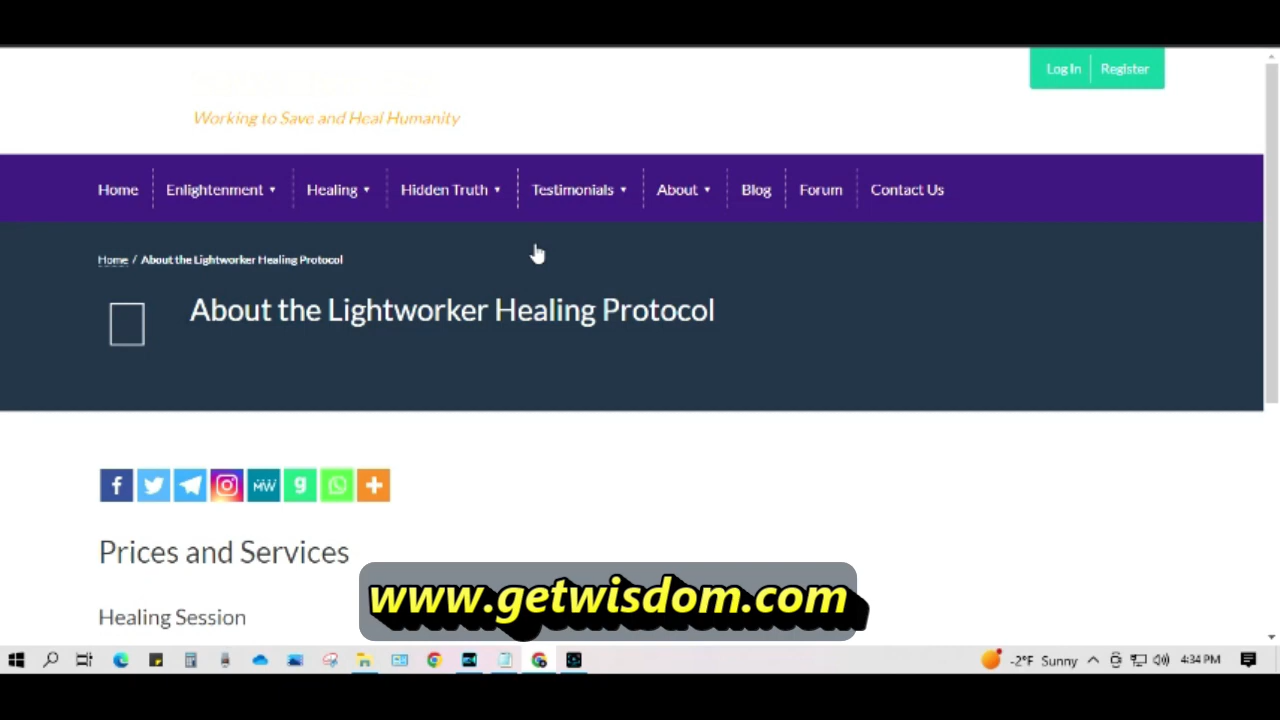 Log In Register
Working to Save and Heal Humanity
Home Enlightenment Healing Hidden Truth Testimonials About Blog Forum Contact Us
Home / About the Lightworker Healing Protocol
About the Lightworker Healing Protocol
f MW g
Prices and Services
www.getwisdom.com
Healing Session
-2°F Sunny 4:34 PM